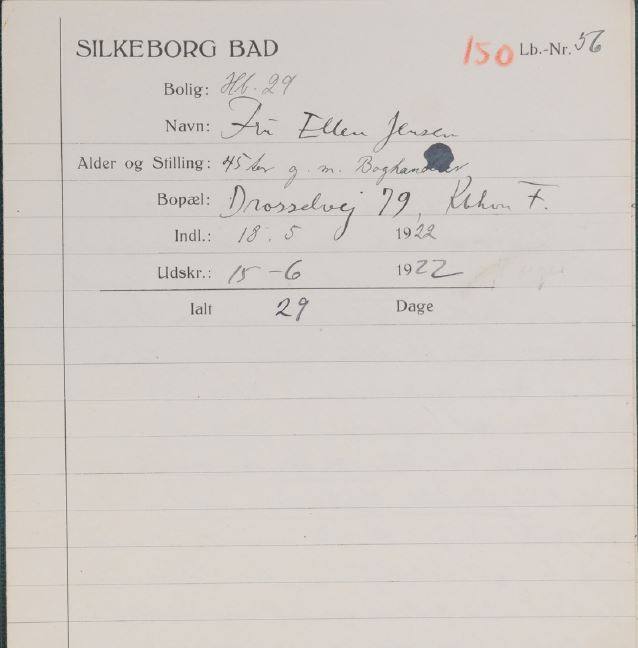 SILKEBORG BAD 150 Lb.-Nr. 56
Bolig: Hb. 29
Navn: Fru Ellen Jensen
Alder og Stilling: 45 år g. m. Boghandler
Bopæl: Drosselvej 79, Kbhvn F.
Indl.: 18. 5 1922
Udskr.: 15 - 6 1922
Ialt 29 Dage